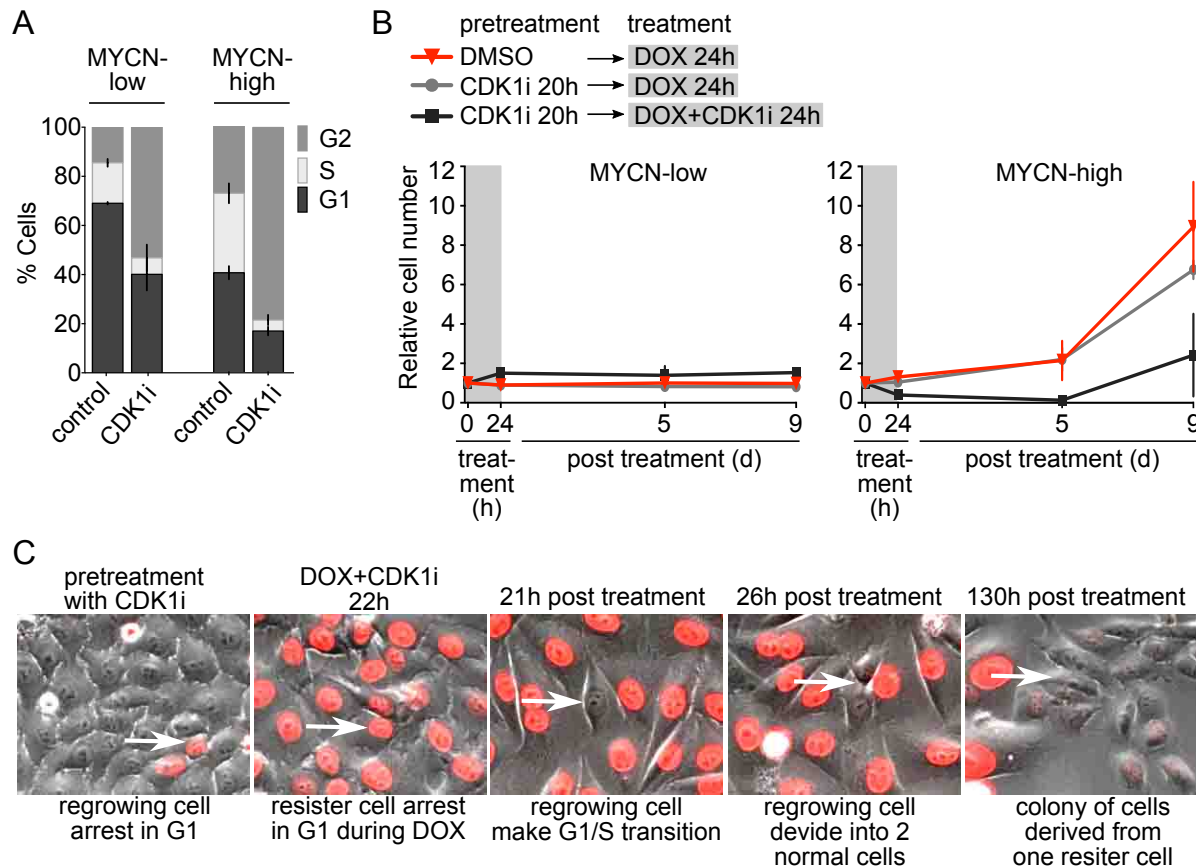 A
MYCN-
low
MYCN-
high
% Cells
100
80
60
40
20
0
control
CDK1i
control
CDK1i
G2
S
G1
B
pretreatment treatment
DMSO → DOX 24h
CDK1i 20h → DOX 24h
CDK1i 20h → DOX+CDK1i 24h
Relative cell number
MYCN-low
12
10
8
6
4
2
0
0 24 5 9
treat-
ment
(h)
post treatment (d)
MYCN-high
12
10
8
6
4
2
0
0 24 5 9
treat-
ment
(h)
post treatment (d)
C
pretreatment
with CDK1i
regrowing cell
arrest in G1
DOX+CDK1i
22h
resister cell arrest
in G1 during DOX
21h post treatment
regrowing cell
make G1/S transition
26h post treatment
regrowing cell
devide into 2
normal cells
130h post treatment
colony of cells
derived from
one resiter cell